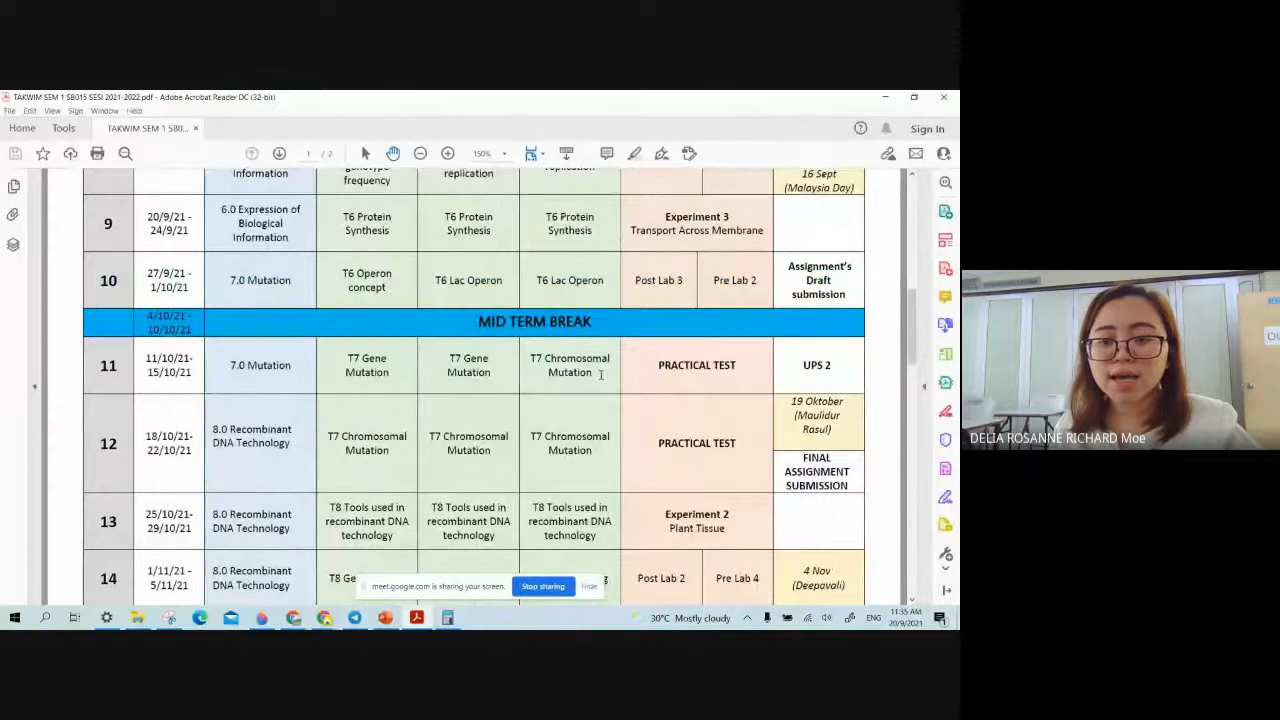 TAKWIM SEM 1 SB015 SESI 2021-2022.pdf - Adobe Acrobat Reader DC (32-bit)
File Edit View Sign Window Help
Home Tools TAKWIM SEM 1 SB0... × Sign In
1 / 2 150%
Information
genotype
frequency
replication
16 Sept
(Malaysia Day)
9
20/9/21 -
24/9/21
6.0 Expression of
Biological
Information
T6 Protein
Synthesis
T6 Protein
Synthesis
T6 Protein
Synthesis
Experiment 3
Transport Across Membrane
10
27/9/21 -
1/10/21
7.0 Mutation
T6 Operon
concept
T6 Lac Operon
T6 Lac Operon
Post Lab 3
Pre Lab 2
Assignment's
Draft
submission
4/10/21 -
10/10/21
MID TERM BREAK
11
11/10/21-
15/10/21
7.0 Mutation
T7 Gene
Mutation
T7 Gene
Mutation
T7 Chromosomal
Mutation
PRACTICAL TEST
UPS 2
12
18/10/21-
22/10/21
8.0 Recombinant
DNA Technology
T7 Chromosomal
Mutation
T7 Chromosomal
Mutation
T7 Chromosomal
Mutation
PRACTICAL TEST
19 Oktober
(Maulidur
Rasul)
FINAL
ASSIGNMENT
SUBMISSION
13
25/10/21-
29/10/21
8.0 Recombinant
DNA Technology
T8 Tools used in
recombinant DNA
technology
T8 Tools used in
recombinant DNA
technology
T8 Tools used in
recombinant DNA
technology
Experiment 2
Plant Tissue
14
1/11/21 -
5/11/21
8.0 Recombinant
DNA Technology
T8 Ge
Post Lab 2
Pre Lab 4
4 Nov
(Deepavali)
meet.google.com is sharing your screen. Stop sharing Hide
30°C Mostly cloudy ENG
11:35 AM
20/9/2021
DELIA ROSANNE RICHARD Moe